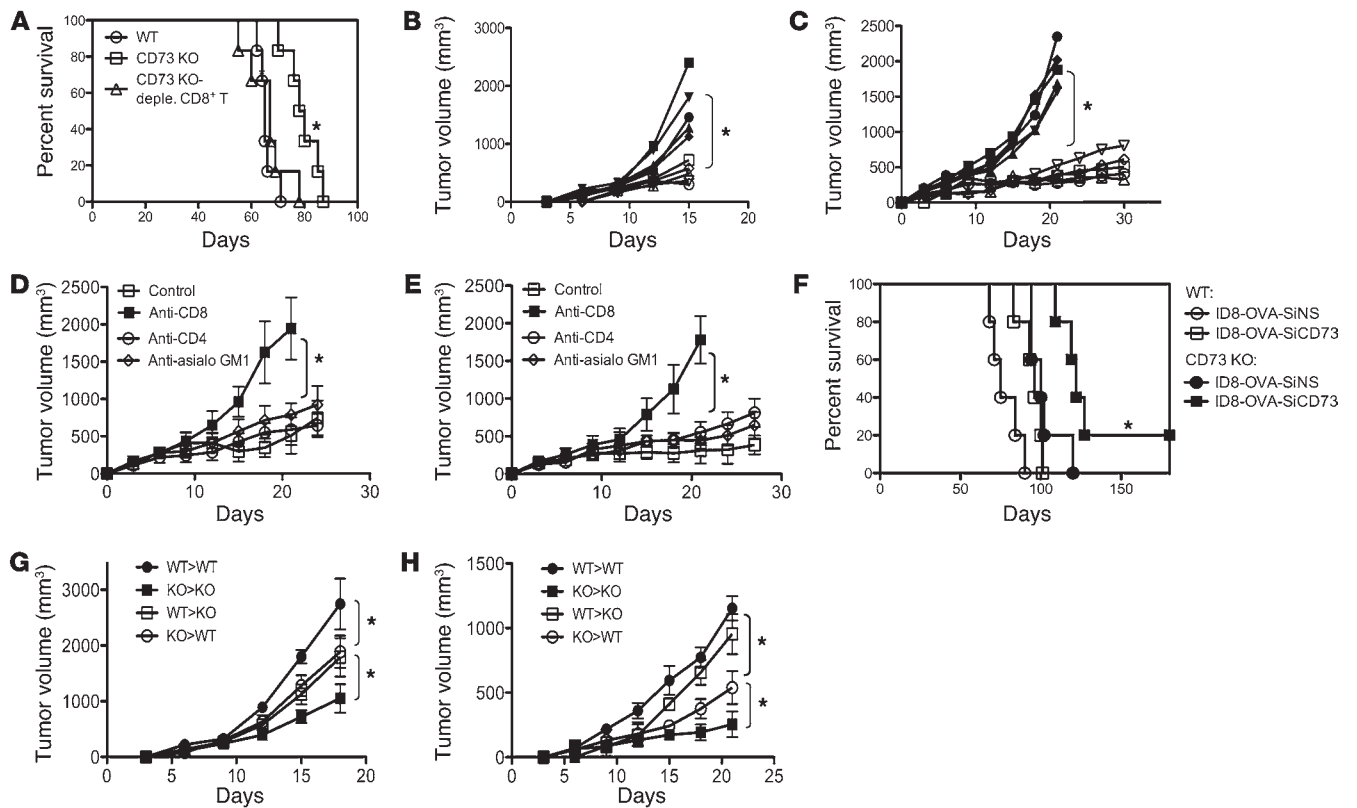 A
Percent survival
100
80
60
40
20
0
WT
CD73 KO
CD73 KO-
deple. CD8⁺ T
*
0 20 40 60 80 100
Days
B
Tumor volume (mm³)
3000
2000
1000
0
*
0 5 10 15 20
Days
C
Tumor volume (mm³)
2500
2000
1500
1000
500
0
*
0 10 20 30
Days
D
Tumor volume (mm³)
2500
2000
1500
1000
500
0
Control
Anti-CD8
Anti-CD4
Anti-asialo GM1
*
0 10 20 30
Days
E
Tumor volume (mm³)
2500
2000
1500
1000
500
0
Control
Anti-CD8
Anti-CD4
Anti-asialo GM1
*
0 10 20 30
Days
F
Percent survival
100
80
60
40
20
0
*
0 50 100 150
Days
WT:
ID8-OVA-SiNS
ID8-OVA-SiCD73
CD73 KO:
ID8-OVA-SiNS
ID8-OVA-SiCD73
G
Tumor volume (mm³)
3000
2000
1000
0
WT>WT
KO>KO
WT>KO
KO>WT
*
*
0 5 10 15 20
Days
H
Tumor volume (mm³)
1500
1000
500
0
WT>WT
KO>KO
WT>KO
KO>WT
*
*
0 5 10 15 20 25
Days